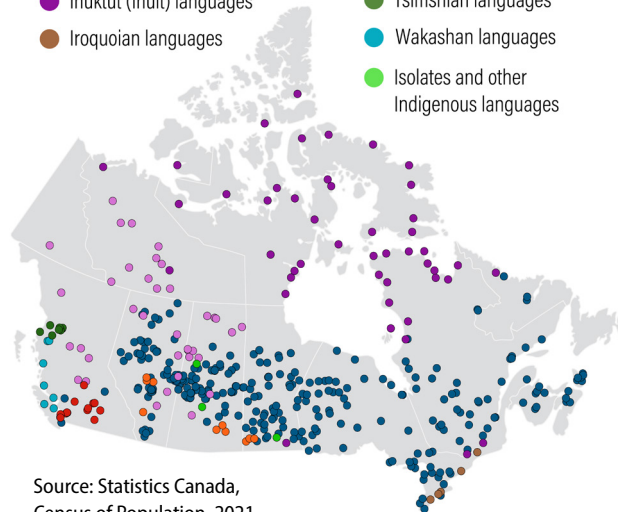 Inuktut (Inuit) languages
Tsimshian languages
Iroquoian languages
Wakashan languages
Isolates and other
Indigenous languages
Source: Statistics Canada,
Census of Population, 2021